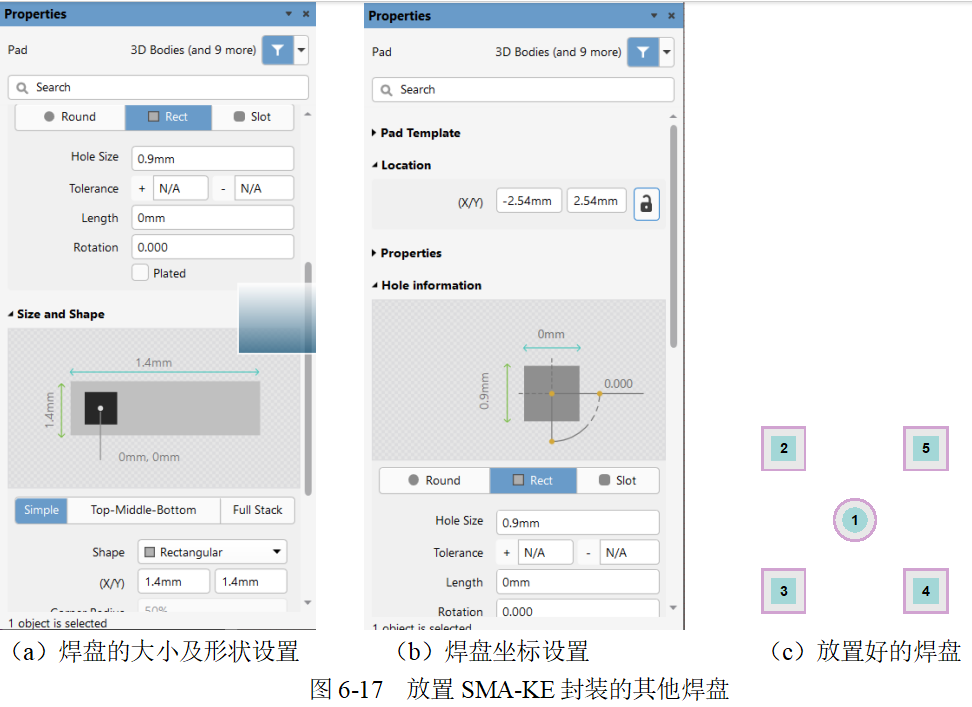 Properties
Pad 3D Bodies (and 9 more)
Search
Round Rect Slot
Hole Size 0.9mm
Tolerance + N/A - N/A
Length 0mm
Rotation 0.000
Plated
Size and Shape
1.4mm
1.4mm
0mm, 0mm
Simple Top-Middle-Bottom Full Stack
Shape Rectangular
(X/Y) 1.4mm 1.4mm
Corner Radius 50%
1 object is selected
Properties
Pad 3D Bodies (and 9 more)
Search
Pad Template
Location
(X/Y) -2.54mm 2.54mm
Properties
Hole information
0mm
0.9mm
0.000
Round Rect Slot
Hole Size 0.9mm
Tolerance + N/A - N/A
Length 0mm
Rotation 0.000
1 object is selected
2 5
1
3 4
（a）焊盘的大小及形状设置 （b）焊盘坐标设置 （c）放置好的焊盘
图 6-17 放置 SMA-KE 封装的其他焊盘